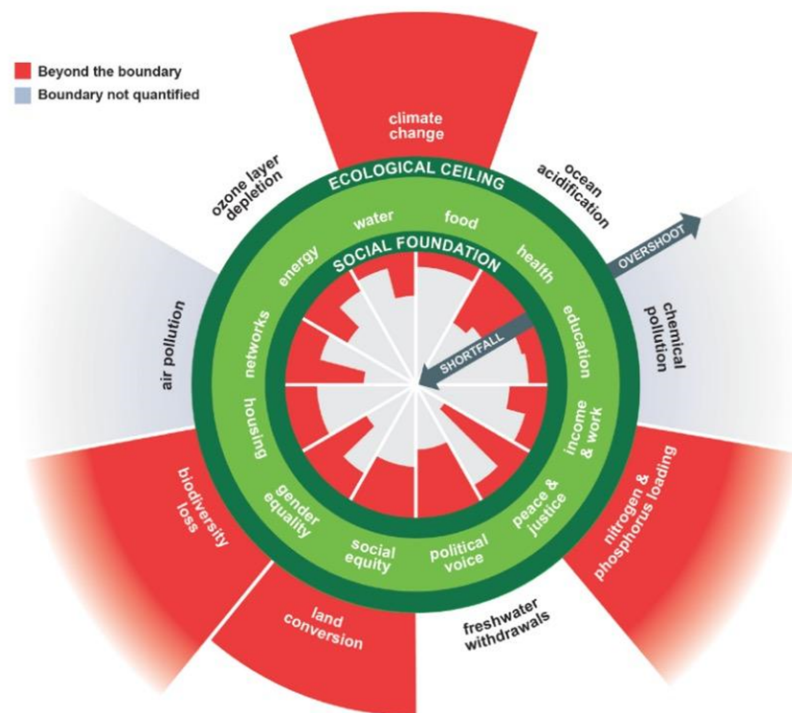 Beyond the boundary
Boundary not quantified
climate
change
ozone layer
depletion
ocean
acidification
ECOLOGICAL CEILING
OVERSHOOT
water
food
energy
health
SOCIAL FOUNDATION
SHORTFALL
networks
education
air pollution
chemical
pollution
housing
income
& work
gender
equality
peace &
justice
social
equity
political
voice
biodiversity
loss
nitrogen &
phosphorus loading
land
conversion
freshwater
withdrawals